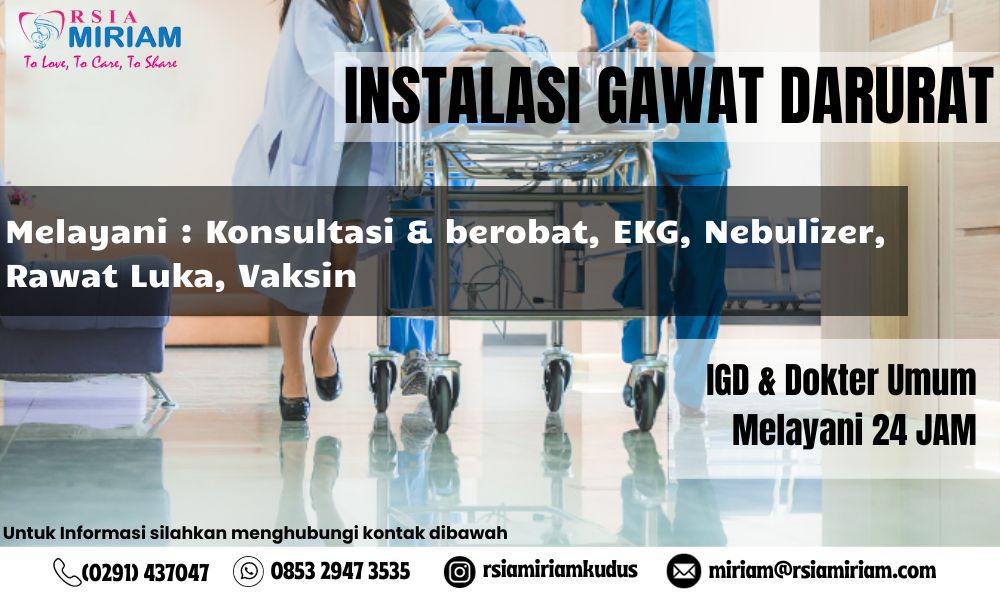 RSIA
MIRIAM
To Love, To Care, To Share
INSTALASI GAWAT DARURAT
Melayani : Konsultasi & berobat, EKG, Nebulizer,
Rawat Luka, Vaksin
IGD & Dokter Umum
Melayani 24 JAM
Untuk Informasi silahkan menghubungi kontak dibawah
(0291) 437047
0853 2947 3535
rsiamiriamkudus
miriam@rsiamiriam.com